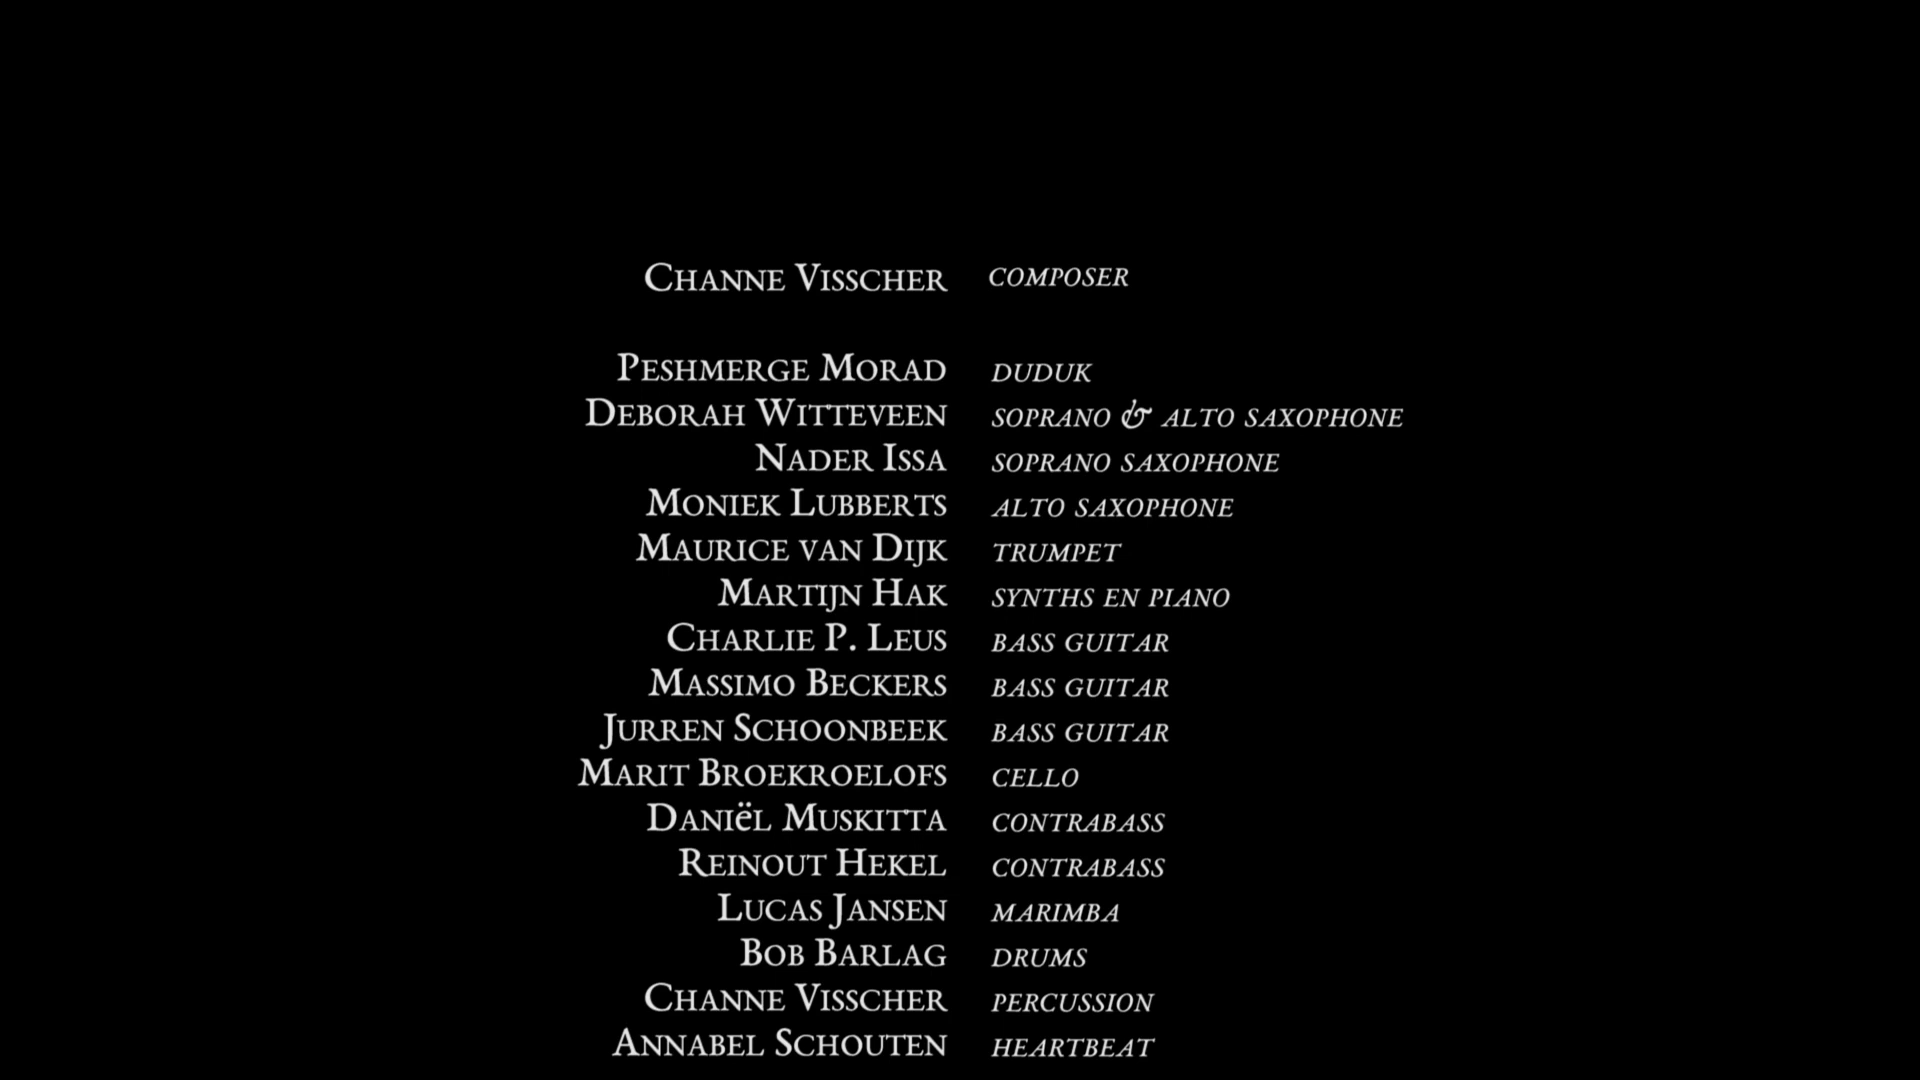 Channe Visscher composer
Peshmerge Morad duduk
Deborah Witteveen soprano & alto saxophone
Nader Issa soprano saxophone
Moniek Lubberts alto saxophone
Maurice van Dijk trumpet
Martijn Hak synths en piano
Charlie P. Leus bass guitar
Massimo Beckers bass guitar
Jurren Schoonbeek bass guitar
Marit Broekroelofs cello
Daniël Muskitta contrabass
Reinout Hekel contrabass
Lucas Jansen marimba
Bob Barlag drums
Channe Visscher percussion
Annabel Schouten heartbeat